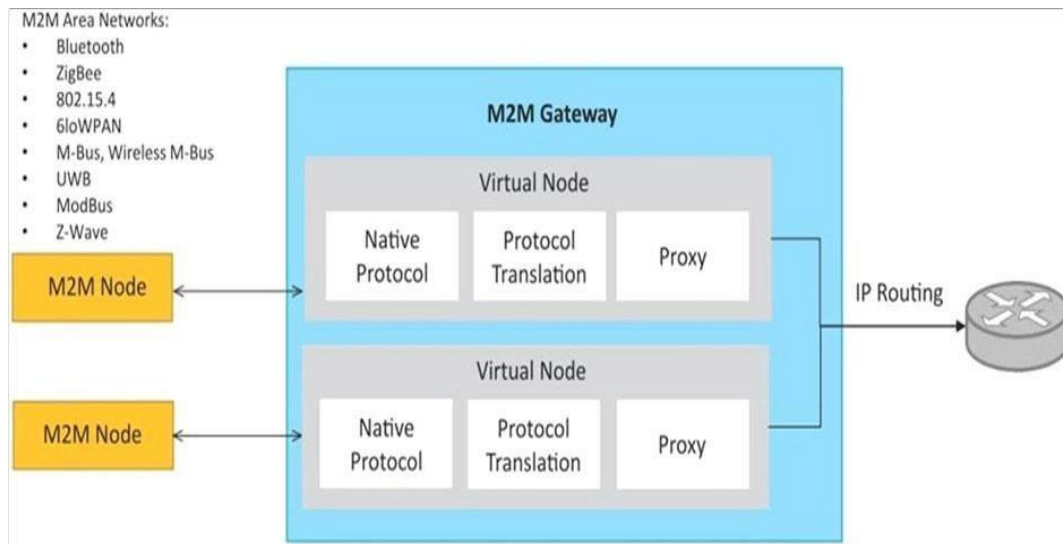 M2M Area Networks:
• Bluetooth
• ZigBee
• 802.15.4
• 6loWPAN
• M-Bus, Wireless M-Bus
• UWB
• ModBus
• Z-Wave
M2M Gateway
Virtual Node
Native
Protocol
Protocol
Translation
Proxy
M2M Node
IP Routing
Virtual Node
Native
Protocol
Protocol
Translation
Proxy
M2M Node